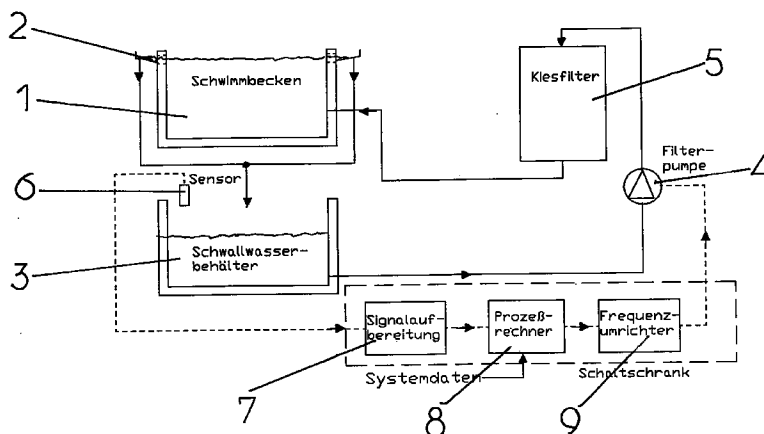 2
1
Schwimmbecken
Kiesfilter
5
Filter-
pumpe
4
6
Sensor
3
Schwallwasser-
behälter
Signalauf-
bereitung
Prozeß-
rechner
Frequenz-
umrichter
Systemdaten
Schaltschrank
7
8
9